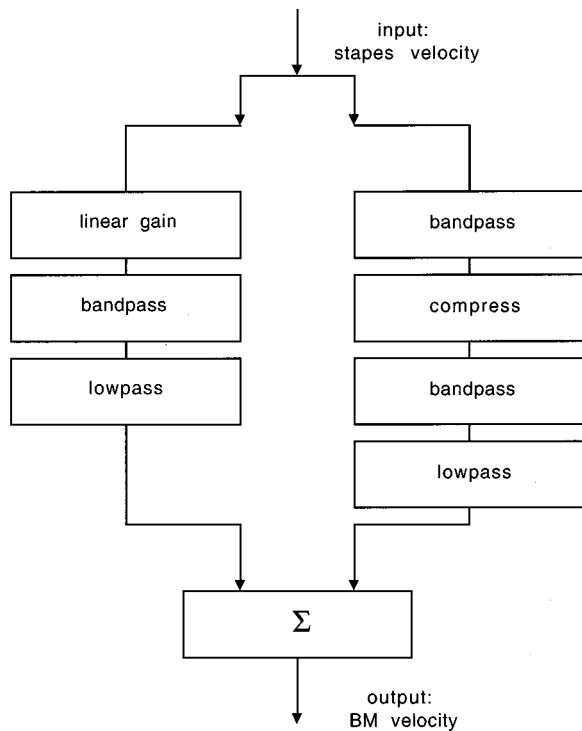 input:
stapes velocity
linear gain
bandpass
lowpass
bandpass
compress
bandpass
lowpass
Σ
output:
BM velocity